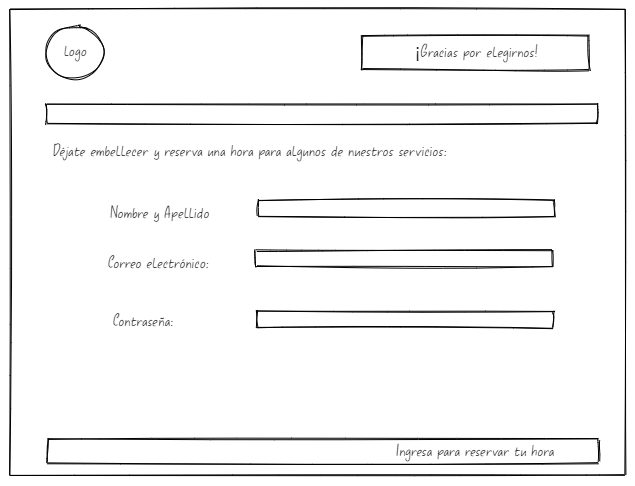 Logo
¡Gracias por elegirnos!
Déjate embellecer y reserva una hora para algunos de nuestros servicios:
Nombre y Apellido
Correo electrónico:
Contraseña:
Ingresa para reservar tu hora